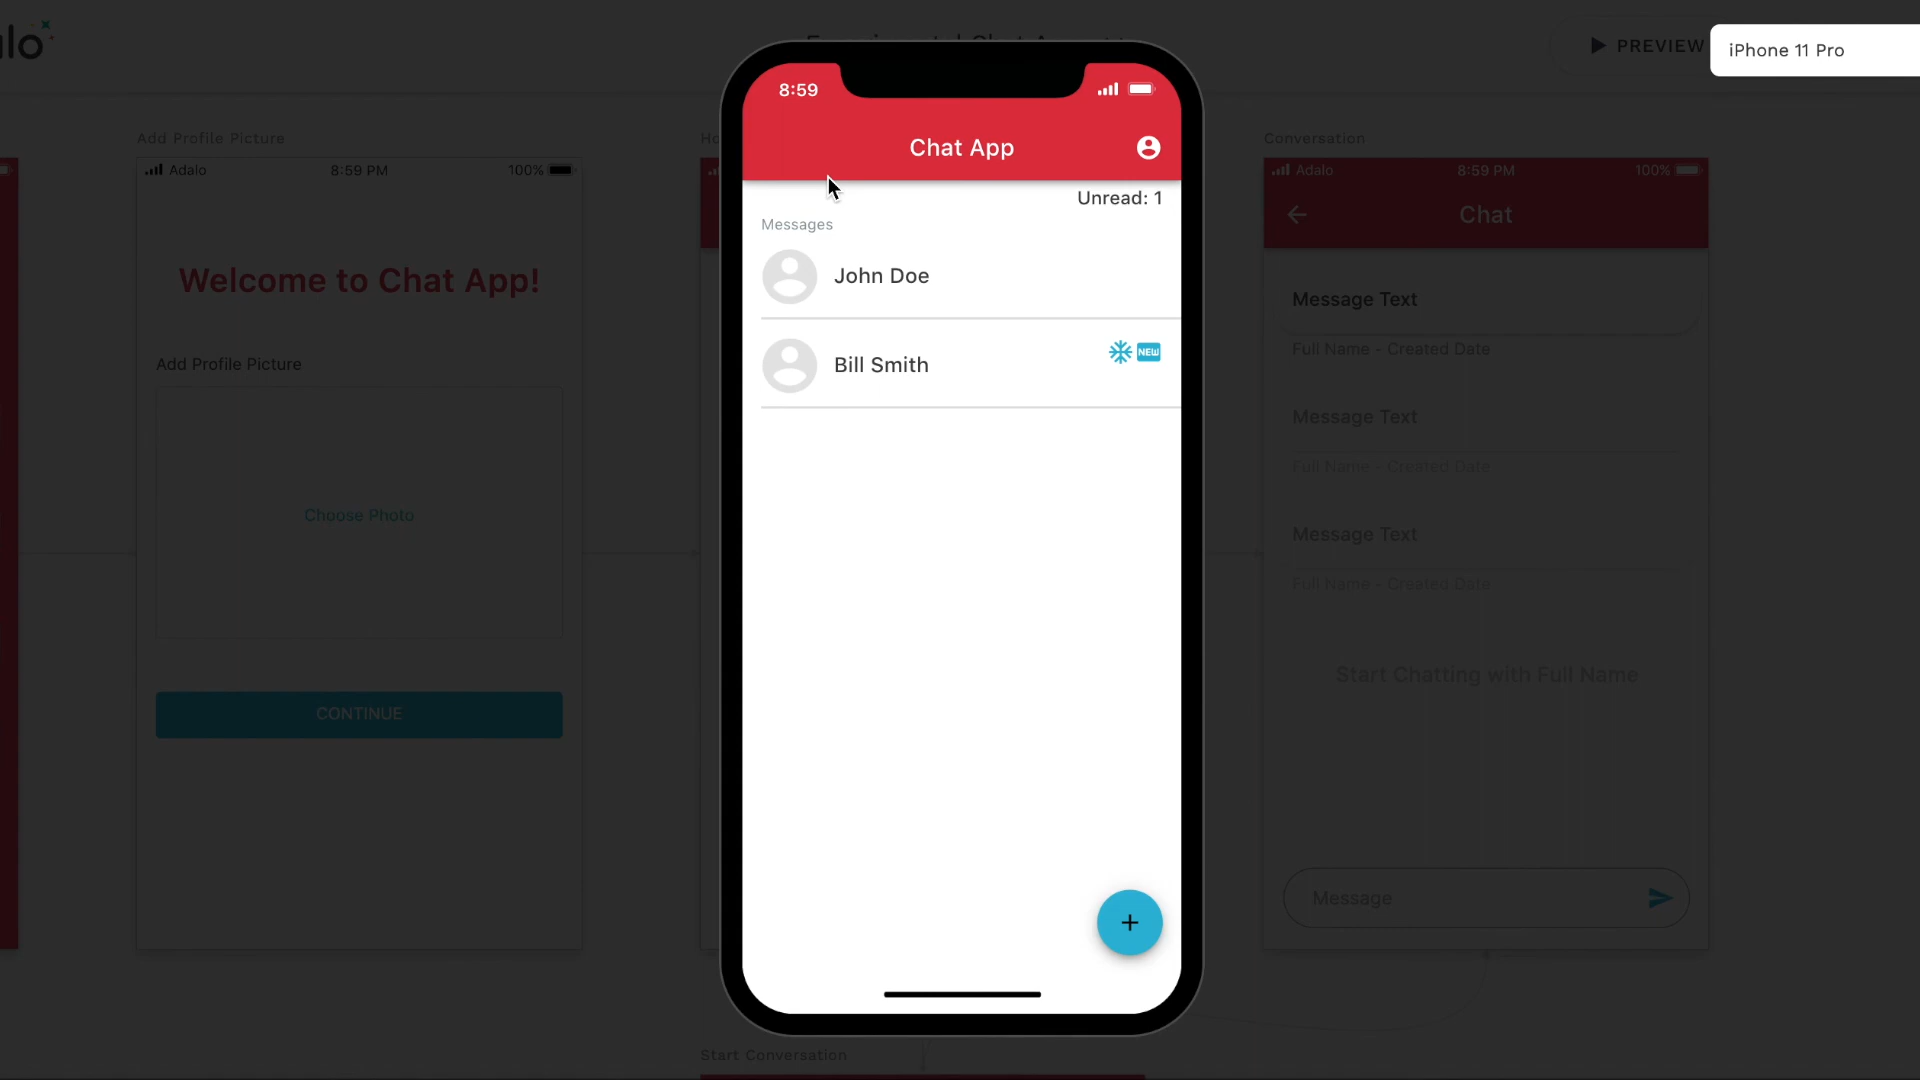 alo
PREVIEW
iPhone 11 Pro
Add Profile Picture
Adalo
8:59 PM
100%
Welcome to Chat App!
Add Profile Picture
Choose Photo
CONTINUE
8:59
Chat App
Unread: 1
Messages
John Doe
Bill Smith
NEW
+
Start Conversation
Conversation
Adalo
8:59 PM
100%
Chat
Message Text
Full Name - Created Date
Message Text
Full Name - Created Date
Message Text
Full Name - Created Date
Start Chatting with Full Name
Message